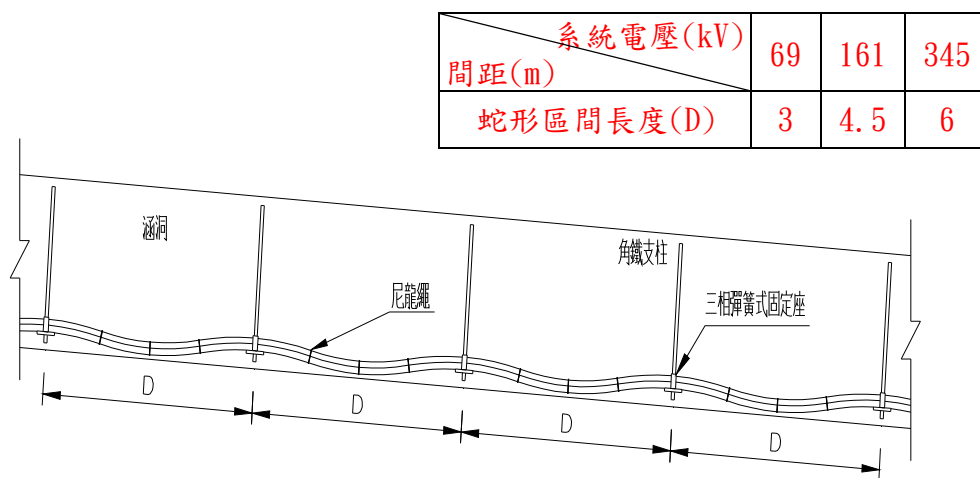 系統電壓(kV)
間距(m)
69
161
345
蛇形區間長度(D)
3
4.5
6
涵洞
角鐵支柱
尼龍繩
三相彈簧式固定座
D
D
D
D